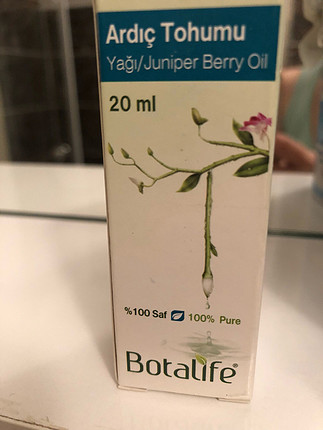 Ardıç Tohumu
Yağı/Juniper Berry Oil
20 ml
%100 Saf 100% Pure
Botalife®